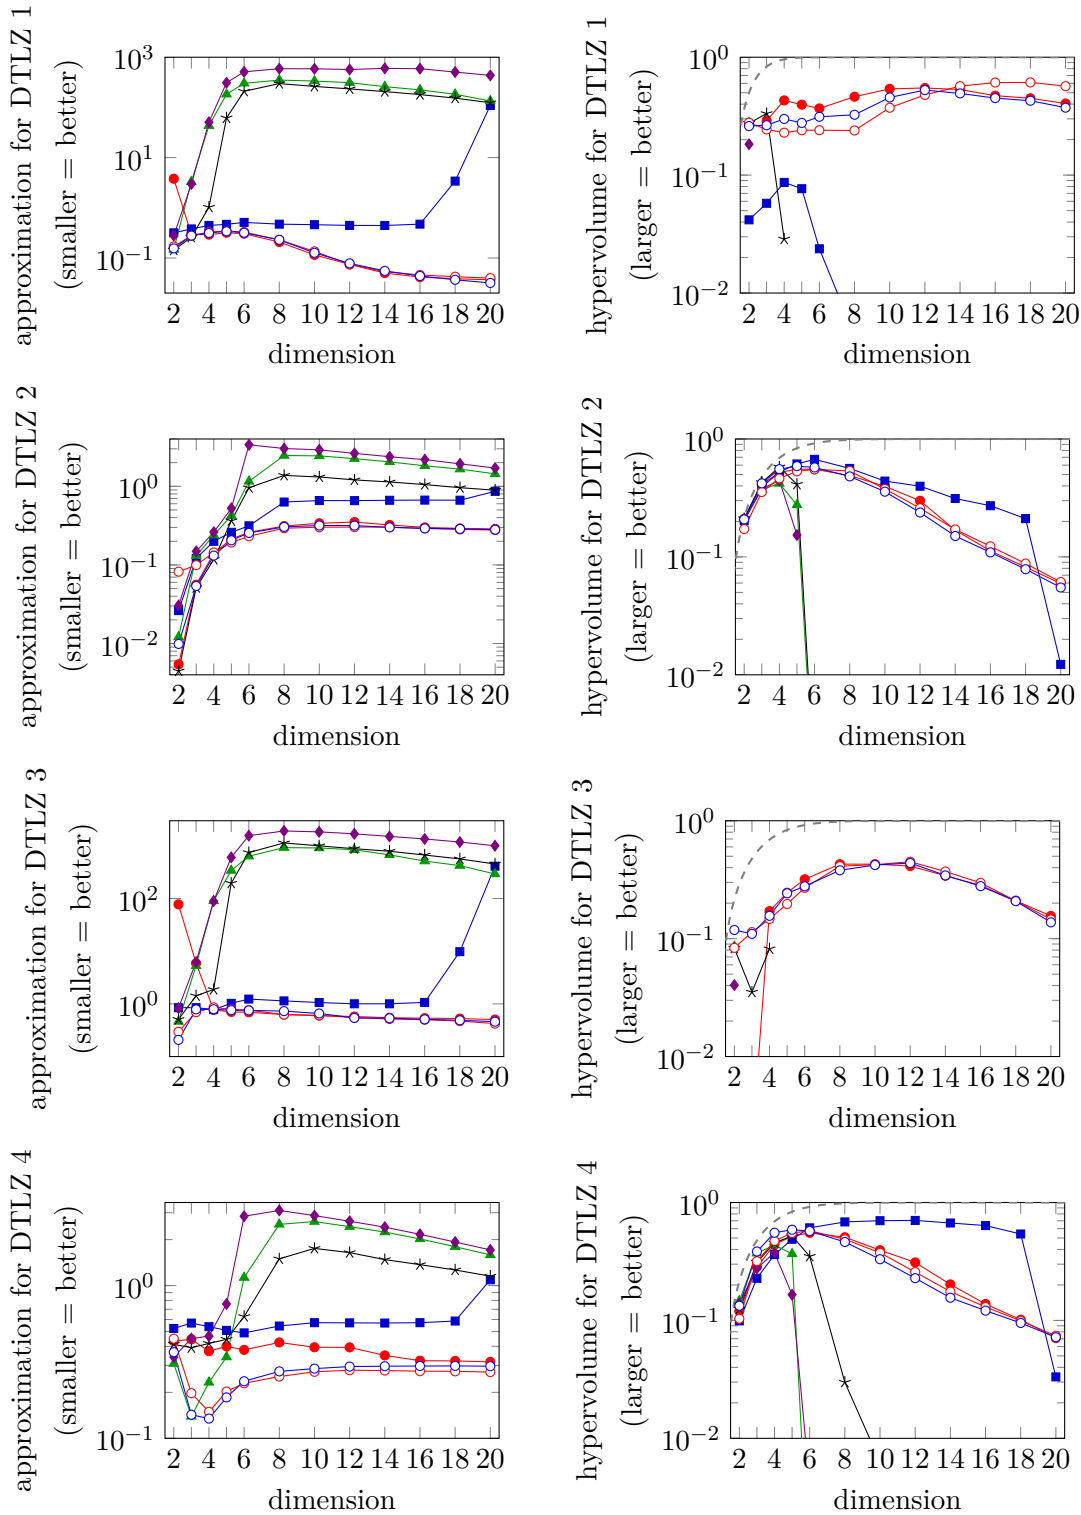 approximation for DTLZ 1
(smaller = better)
10^3
10^1
10^−1
2 4 6 8 10 12 14 16 18 20
dimension
hypervolume for DTLZ 1
(larger = better)
10^0
10^−1
10^−2
2 4 6 8 10 12 14 16 18 20
dimension
approximation for DTLZ 2
(smaller = better)
10^0
10^−1
10^−2
2 4 6 8 10 12 14 16 18 20
dimension
hypervolume for DTLZ 2
(larger = better)
10^0
10^−1
10^−2
2 4 6 8 10 12 14 16 18 20
dimension
approximation for DTLZ 3
(smaller = better)
10^2
10^0
2 4 6 8 10 12 14 16 18 20
dimension
hypervolume for DTLZ 3
(larger = better)
10^0
10^−1
10^−2
2 4 6 8 10 12 14 16 18 20
dimension
approximation for DTLZ 4
(smaller = better)
10^0
10^−1
2 4 6 8 10 12 14 16 18 20
dimension
hypervolume for DTLZ 4
(larger = better)
10^0
10^−1
10^−2
2 4 6 8 10 12 14 16 18 20
dimension